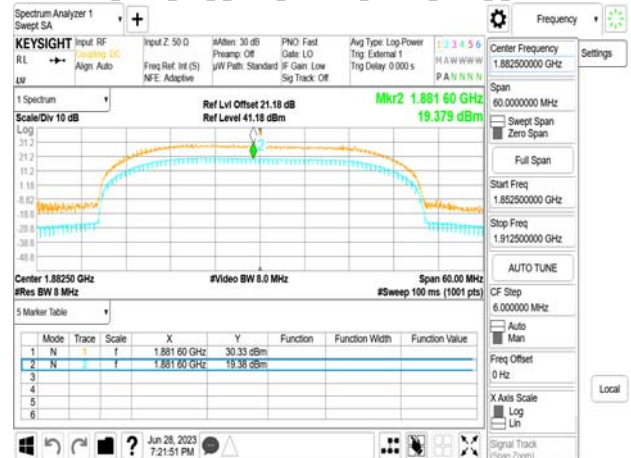 Spectrum Analyzer 1
Swept SA
+
Frequency
KEYSIGHT
RL
Input: RF
Coupling: DC
Align: Auto
Input Z: 50 Ω
Freq Ref: Int (S)
NFE: Adaptive
#Atten: 30 dB
Preamp: Off
µW Path: Standard
PNO: Fast
Gate: LO
IF Gain: Low
Sig Track: Off
Avg Type: Log-Power
Trig: External 1
Trig Delay: 0.000 s
1 2 3 4 5 6
M A W W W W
P A N N N N
1 Spectrum
Scale/Div 10 dB
Ref Lvl Offset 21.18 dB
Ref Level 41.18 dBm
Mkr2 1.881 60 GHz
19.379 dBm
Log
31.2
21.2
11.2
1.18
-8.82
-18.8
-28.8
-38.8
-48.8
2
Center 1.88250 GHz
#Res BW 8 MHz
#Video BW 8.0 MHz
Span 60.00 MHz
#Sweep 100 ms (1001 pts)
5 Marker Table
Mode Trace Scale X Y Function Function Width Function Value
1 N 1 f 1.881 60 GHz 30.33 dBm
2 N 2 f 1.881 60 GHz 19.38 dBm
3
4
5
6
?
Jun 28, 2023
7:21:51 PM
Center Frequency
1.882500000 GHz
Settings
Span
60.0000000 MHz
Swept Span
Zero Span
Full Span
Start Freq
1.852500000 GHz
Stop Freq
1.912500000 GHz
AUTO TUNE
CF Step
6.000000 MHz
Auto
Man
Freq Offset
0 Hz
X Axis Scale
Log
Lin
Local
Signal Track
(Span Zoom)